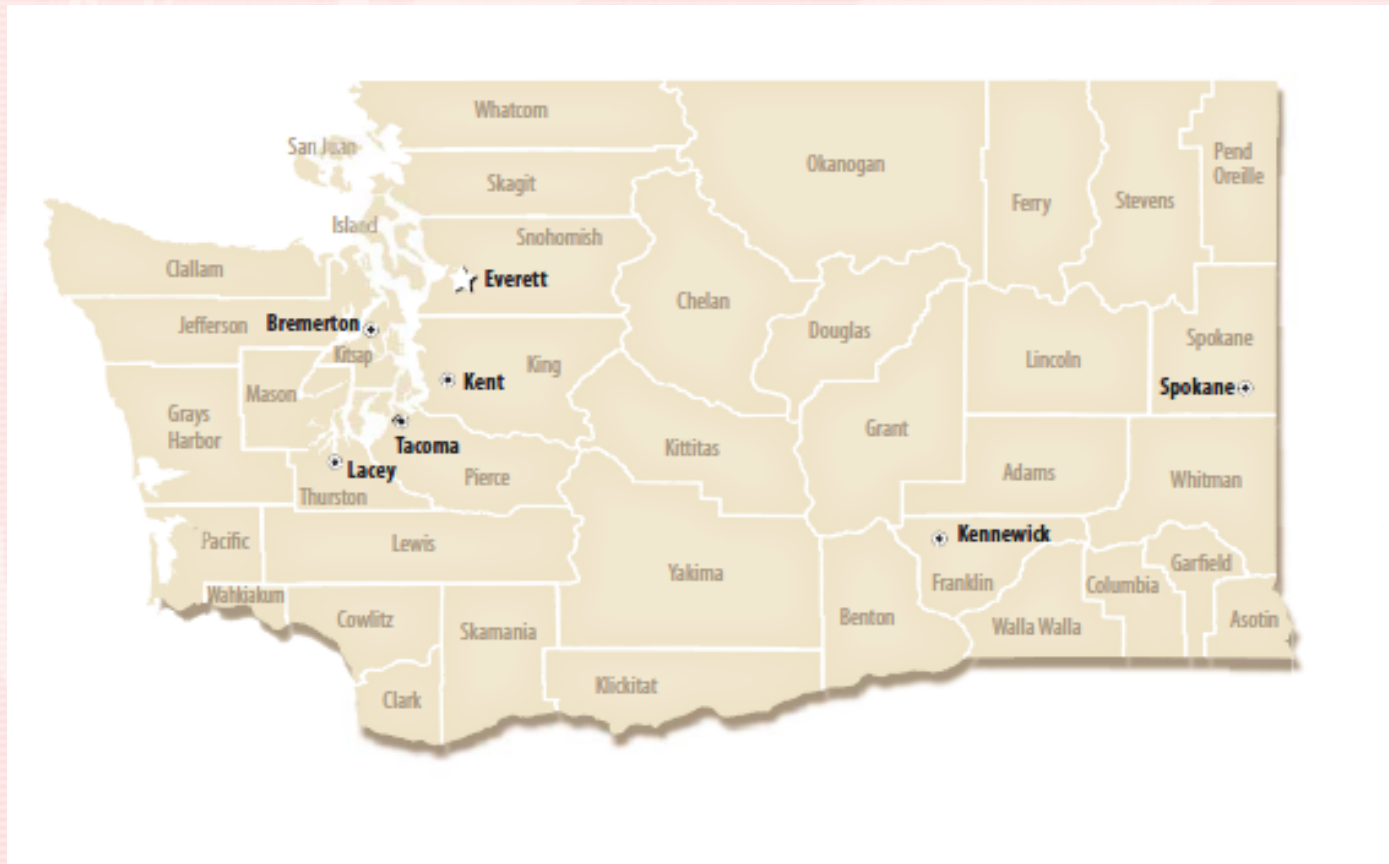 Whatcom
San Juan
Okanogan
Pend
Oreille
Skagit
Ferry
Stevens
Island
Snohomish
Clallam
Everett
Chelan
Jefferson
Bremerton
Douglas
Spokane
Kitsap
King
Lincoln
Kent
Spokane
Mason
Grays
Harbor
Tacoma
Grant
Kittitas
Lacey
Pierce
Adams
Whitman
Thurston
Pacific
Lewis
Kennewick
Yakima
Garfield
Franklin
Columbia
Wahkiakum
Cowlitz
Benton
Asotin
Skamania
Walla Walla
Klickitat
Clark